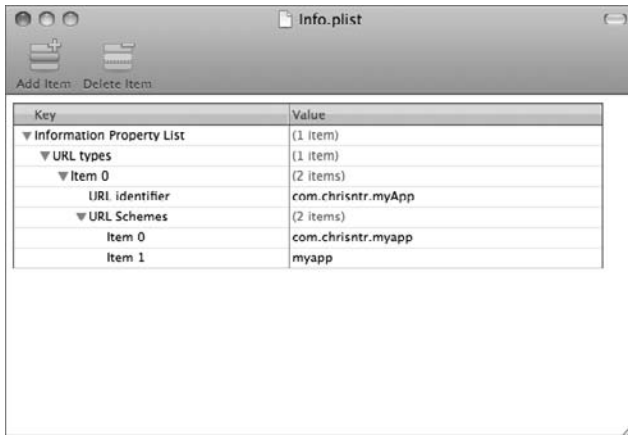 Info.plist
Add Item Delete Item
Key Value
Information Property List (1 item)
URL types (1 item)
Item 0 (2 items)
URL identifier com.chrisntr.myApp
URL Schemes (2 items)
Item 0 com.chrisntr.myapp
Item 1 myapp